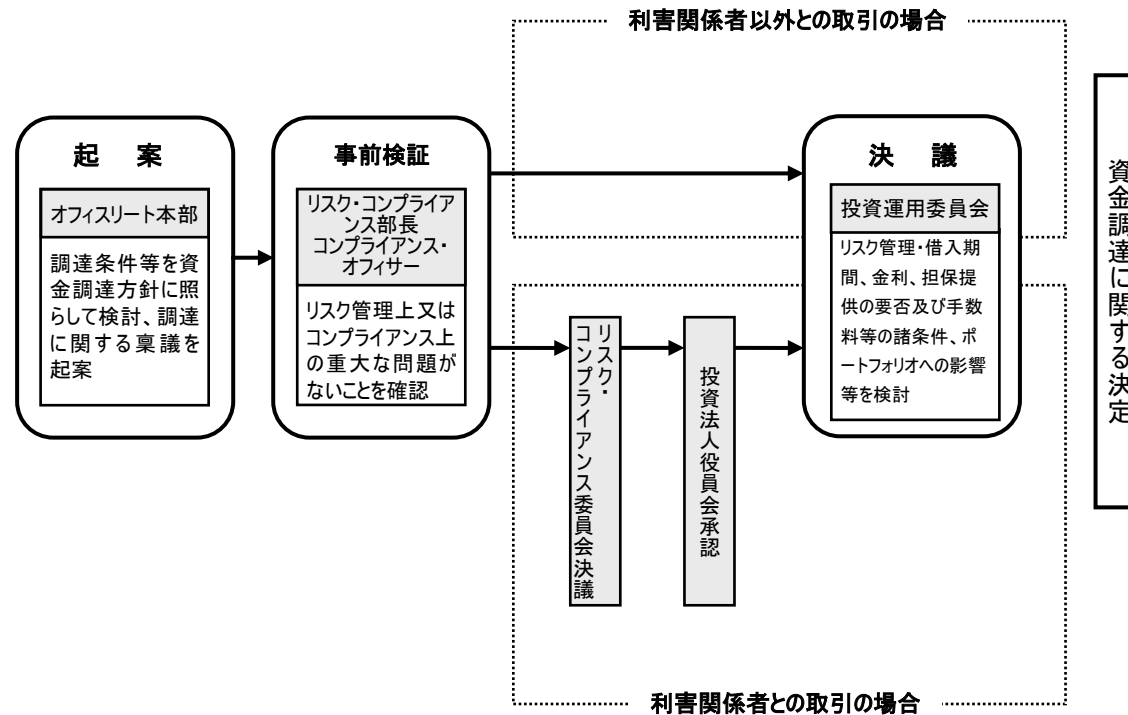 利害関係者以外との取引の場合
起　案
オフィスリート本部
調達条件等を資
金調達方針に照
らして検討、調達
に関する稟議を
起案
事前検証
リスク・コンプライア
ンス部長
コンプライアンス・
オフィサー
リスク管理上又は
コンプライアンス上
の重大な問題が
ないことを確認
リスク・
コンプライアンス委員会決議
投資法人役員会承認
決　議
投資運用委員会
リスク管理・借入期
間、金利、担保提
供の要否及び手数
料等の諸条件、ポ
ートフォリオへの影響
等を検討
資金調達に関する決定
利害関係者との取引の場合